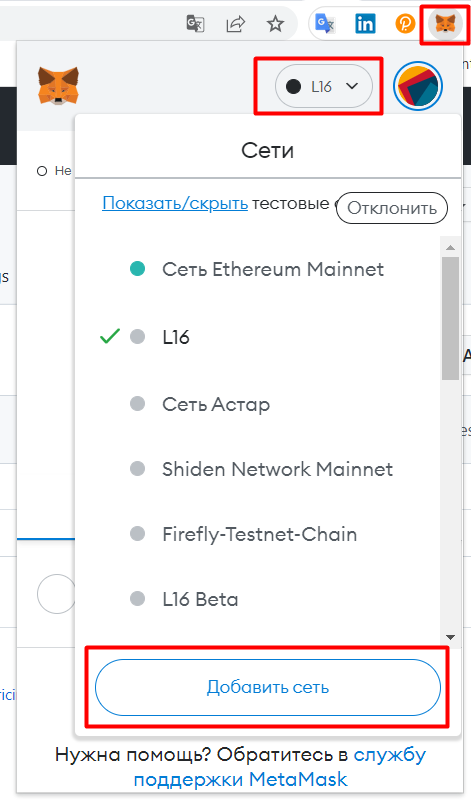 L16
Не
Сети
Показать/скрыть тестовые
Отклонить
Сеть Ethereum Mainnet
L16
Сеть Астар
Shiden Network Mainnet
Firefly-Testnet-Chain
L16 Beta
Добавить сеть
Нужна помощь? Обратитесь в службу
поддержки MetaMask